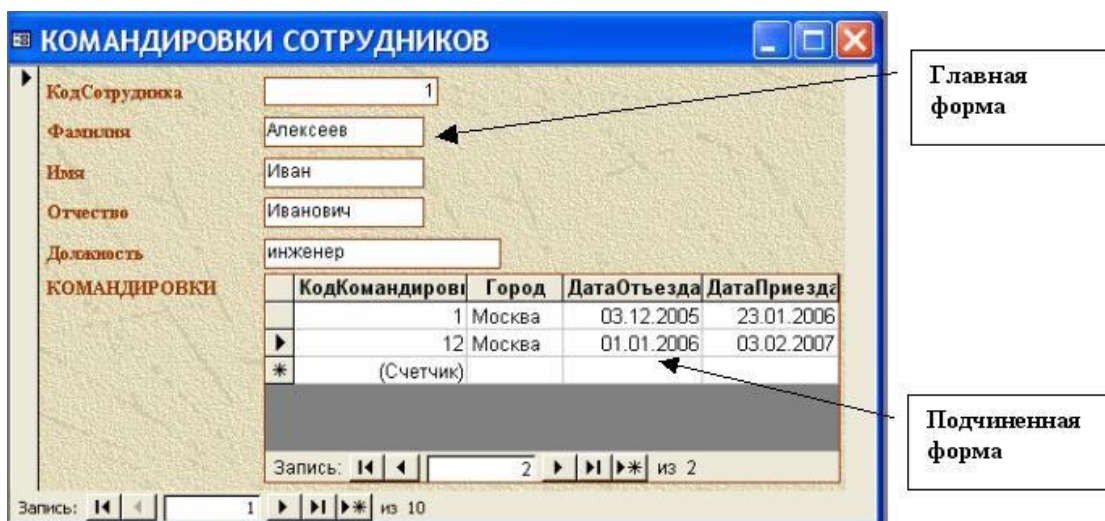 КОМАНДИРОВКИ СОТРУДНИКОВ
КодСотрудника 1
Фамилия Алексеев
Имя Иван
Отчество Иванович
Должность инженер
КОМАНДИРОВКИ
КодКомандиров Город ДатаОтъезда ДатаПриезда
1 Москва 03.12.2005 23.01.2006
12 Москва 01.01.2006 03.02.2007
(Счетчик)
Запись: 2 из 2
Запись: 1 из 10
Главная
форма
Подчиненная
форма